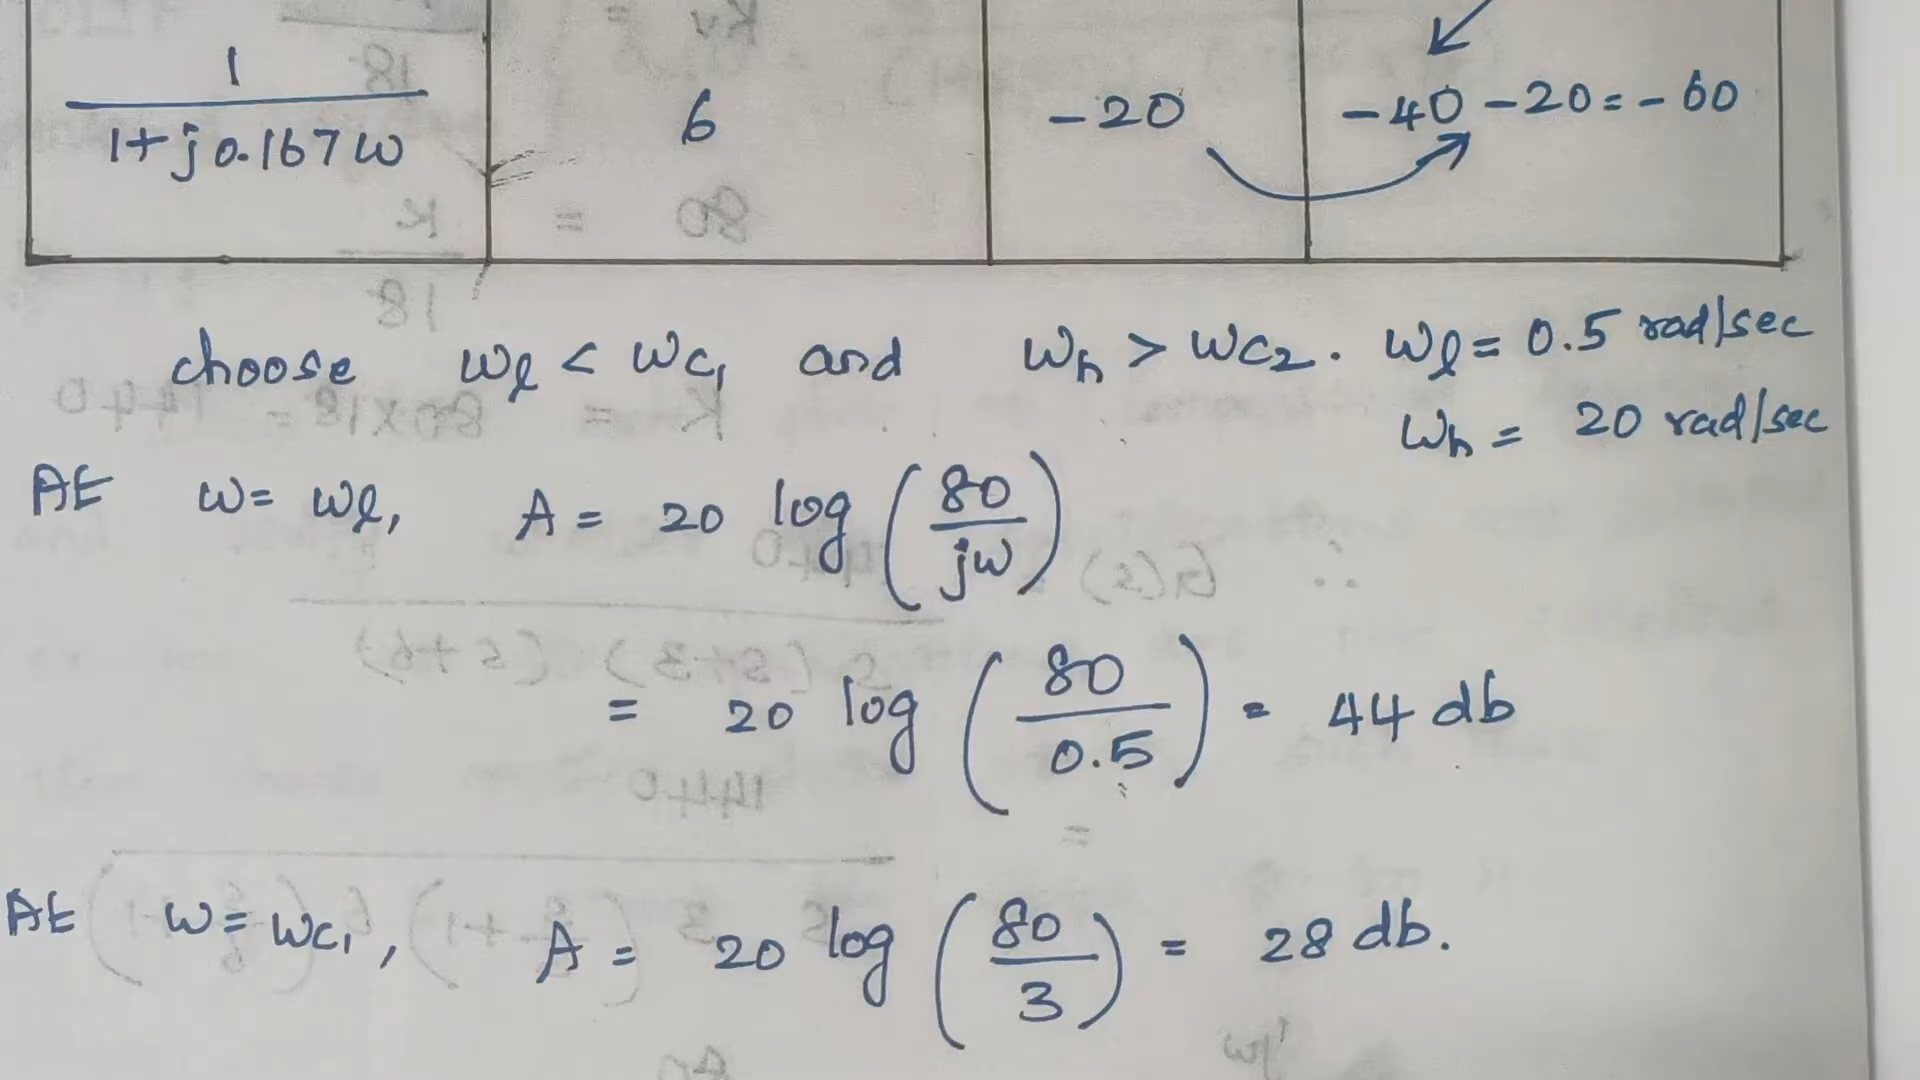 1/(1+j0.167ω) 6 -20 -40-20=-60
choose ωl < ωc1 and ωh > ωc2. ωl = 0.5 rad/sec
ωh = 20 rad/sec
At ω=ωl, A = 20 log (80/jω)
= 20 log (80/0.5) = 44 db
At ω=ωc1, A = 20 log (80/3) = 28 db.